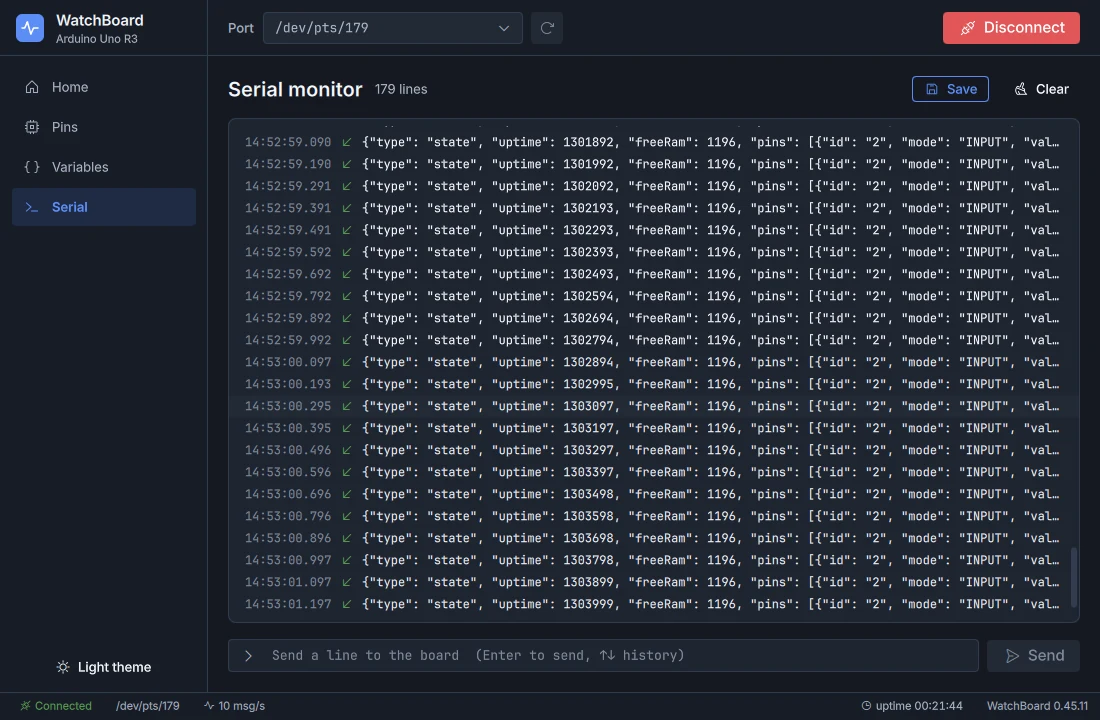 WatchBoard
Arduino Uno R3
Port /dev/pts/179
Disconnect
Home
Pins
Variables
Serial
Serial monitor 179 lines
Save
Clear
14:52:59.090 {"type": "state", "uptime": 1301892, "freeRam": 1196, "pins": [{"id": "2", "mode": "INPUT", "val…
14:52:59.190 {"type": "state", "uptime": 1301992, "freeRam": 1196, "pins": [{"id": "2", "mode": "INPUT", "val…
14:52:59.291 {"type": "state", "uptime": 1302092, "freeRam": 1196, "pins": [{"id": "2", "mode": "INPUT", "val…
14:52:59.391 {"type": "state", "uptime": 1302193, "freeRam": 1196, "pins": [{"id": "2", "mode": "INPUT", "val…
14:52:59.491 {"type": "state", "uptime": 1302293, "freeRam": 1196, "pins": [{"id": "2", "mode": "INPUT", "val…
14:52:59.592 {"type": "state", "uptime": 1302393, "freeRam": 1196, "pins": [{"id": "2", "mode": "INPUT", "val…
14:52:59.692 {"type": "state", "uptime": 1302493, "freeRam": 1196, "pins": [{"id": "2", "mode": "INPUT", "val…
14:52:59.792 {"type": "state", "uptime": 1302594, "freeRam": 1196, "pins": [{"id": "2", "mode": "INPUT", "val…
14:52:59.892 {"type": "state", "uptime": 1302694, "freeRam": 1196, "pins": [{"id": "2", "mode": "INPUT", "val…
14:52:59.992 {"type": "state", "uptime": 1302794, "freeRam": 1196, "pins": [{"id": "2", "mode": "INPUT", "val…
14:53:00.097 {"type": "state", "uptime": 1302894, "freeRam": 1196, "pins": [{"id": "2", "mode": "INPUT", "val…
14:53:00.193 {"type": "state", "uptime": 1302995, "freeRam": 1196, "pins": [{"id": "2", "mode": "INPUT", "val…
14:53:00.295 {"type": "state", "uptime": 1303097, "freeRam": 1196, "pins": [{"id": "2", "mode": "INPUT", "val…
14:53:00.395 {"type": "state", "uptime": 1303197, "freeRam": 1196, "pins": [{"id": "2", "mode": "INPUT", "val…
14:53:00.496 {"type": "state", "uptime": 1303297, "freeRam": 1196, "pins": [{"id": "2", "mode": "INPUT", "val…
14:53:00.596 {"type": "state", "uptime": 1303397, "freeRam": 1196, "pins": [{"id": "2", "mode": "INPUT", "val…
14:53:00.696 {"type": "state", "uptime": 1303498, "freeRam": 1196, "pins": [{"id": "2", "mode": "INPUT", "val…
14:53:00.796 {"type": "state", "uptime": 1303598, "freeRam": 1196, "pins": [{"id": "2", "mode": "INPUT", "val…
14:53:00.896 {"type": "state", "uptime": 1303698, "freeRam": 1196, "pins": [{"id": "2", "mode": "INPUT", "val…
14:53:00.997 {"type": "state", "uptime": 1303798, "freeRam": 1196, "pins": [{"id": "2", "mode": "INPUT", "val…
14:53:01.097 {"type": "state", "uptime": 1303899, "freeRam": 1196, "pins": [{"id": "2", "mode": "INPUT", "val…
14:53:01.197 {"type": "state", "uptime": 1303999, "freeRam": 1196, "pins": [{"id": "2", "mode": "INPUT", "val…
Send a line to the board (Enter to send, ↑↓ history)
Send
Light theme
Connected /dev/pts/179 10 msg/s uptime 00:21:44 WatchBoard 0.45.11